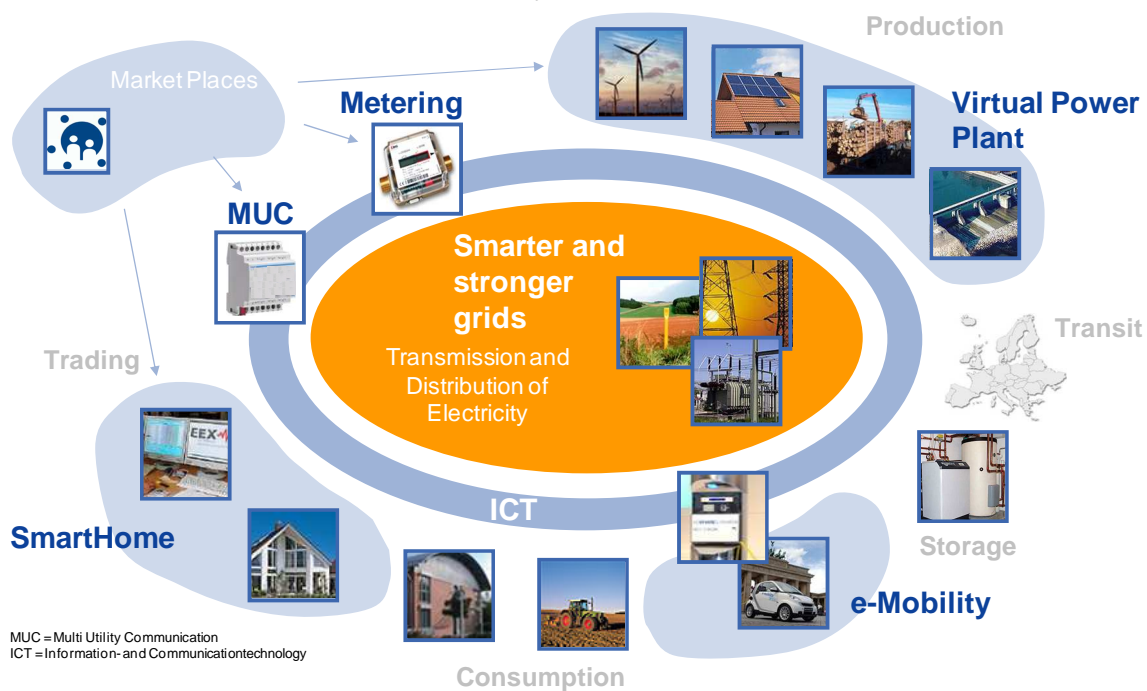 Production
Market Places
Metering
Virtual Power
Plant
MUC
Smarter and
stronger
grids
Transmission and
Distribution of
Electricity
Transit
Trading
EEX
ICT
SmartHome
Storage
e-Mobility
MUC = Multi Utility Communication
ICT = Information- and Communicationtechnology
Consumption